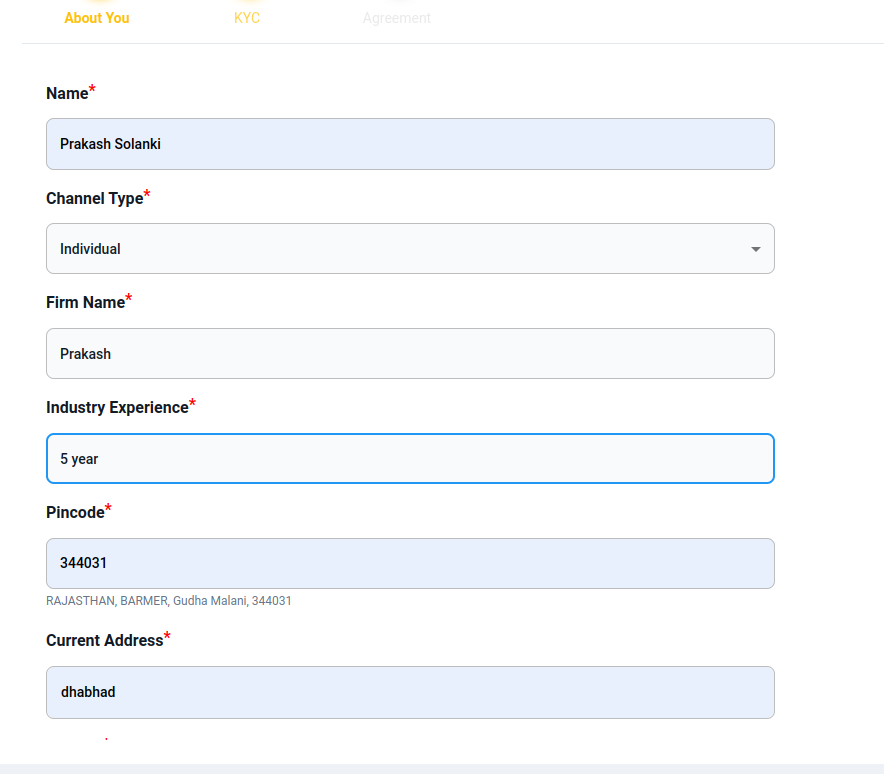 About You KYC Agreement
Name*
Prakash Solanki
Channel Type*
Individual
Firm Name*
Prakash
Industry Experience*
5 year
Pincode*
344031
RAJASTHAN, BARMER, Gudha Malani, 344031
Current Address*
dhabhad